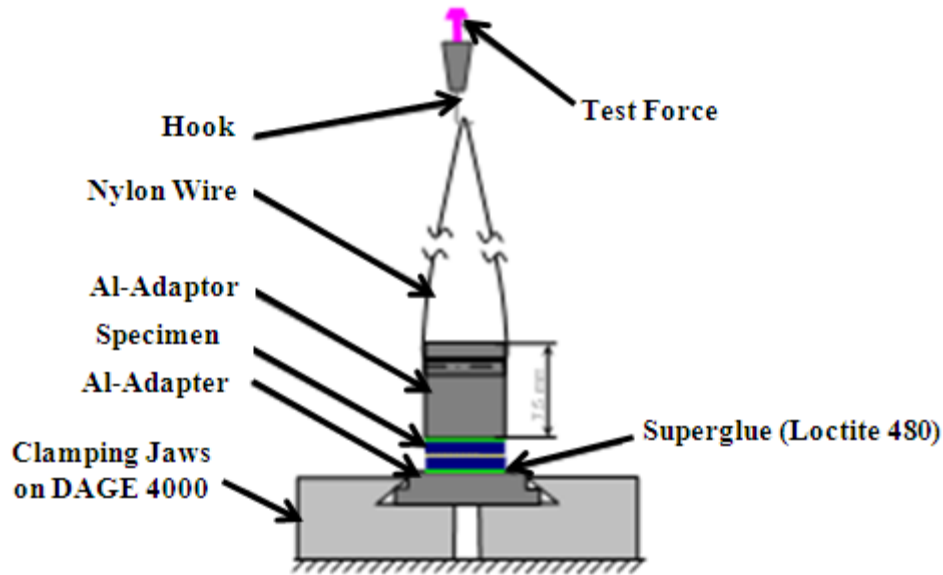 Test Force
Hook
Nylon Wire
Al-Adaptor
Specimen
Al-Adapter
Superglue (Loctite 480)
Clamping Jaws
on DAGE 4000